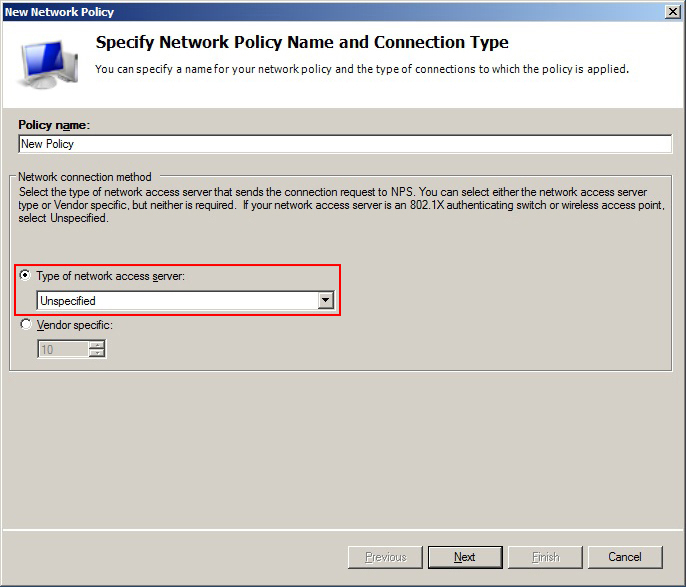 New Network Policy
Specify Network Policy Name and Connection Type
You can specify a name for your network policy and the type of connections to which the policy is applied.
Policy name:
New Policy
Network connection method
Select the type of network access server that sends the connection request to NPS. You can select either the network access server
type or Vendor specific, but neither is required.  If your network access server is an 802.1X authenticating switch or wireless access point,
select Unspecified.
Type of network access server:
Unspecified
Vendor specific:
10
Previous
Next
Finish
Cancel